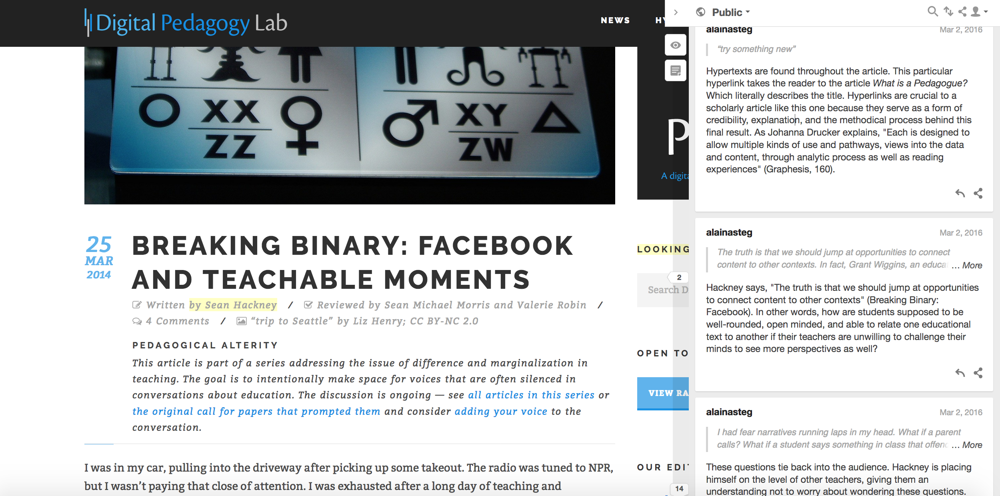 Digital Pedagogy Lab
NEWS
XX
ZZ
XY
ZW
25
MAR
2014
BREAKING BINARY: FACEBOOK
AND TEACHABLE MOMENTS
Written by Sean Hackney / Reviewed by Sean Michael Morris and Valerie Robin /
4 Comments / “trip to Seattle” by Liz Henry; CC BY-NC 2.0
PEDAGOGICAL ALTERITY
This article is part of a series addressing the issue of difference and marginalization in
teaching. The goal is to intentionally make space for voices that are often silenced in
conversations about education. The discussion is ongoing — see all articles in this series or
the original call for papers that prompted them and consider adding your voice to the
conversation.
I was in my car, pulling into the driveway after picking up some takeout. The radio was tuned to NPR,
but I wasn’t paying that close of attention. I was exhausted after a long day of teaching and
A
LOOKING
2
Search D
OPEN TO
VIEW RA
OUR
14
Public
alainasteg Mar 2, 2016
“try something new”
Hypertexts are found throughout the article. This particular
hyperlink takes the reader to the article What is a Pedagogue?
Which literally describes the title. Hyperlinks are crucial to a
scholarly article like this one because they serve as a form of
credibility, explanation, and the methodical process behind this
final result. As Johanna Drucker explains, "Each is designed to
allow multiple kinds of use and pathways, views into the data
and content, through analytic process as well as reading
experiences" (Graphesis, 160).
alainasteg Mar 2, 2016
The truth is that we should jump at opportunities to connect
content to other contexts. In fact, Grant Wiggins, an educa ... More
Hackney says, "The truth is that we should jump at opportunities
to connect content to other contexts" (Breaking Binary:
Facebook). In other words, how are students supposed to be
well-rounded, open minded, and able to relate one educational
text to another if their teachers are unwilling to challenge their
minds to see more perspectives as well?
alainasteg Mar 2, 2016
I had fear narratives running laps in my head. What if a parent
calls? What if a student says something in class that offenc ... More
These questions tie back into the audience. Hackney is placing
himself on the level of other teachers, giving them an
understanding not to worry about wondering these questions.